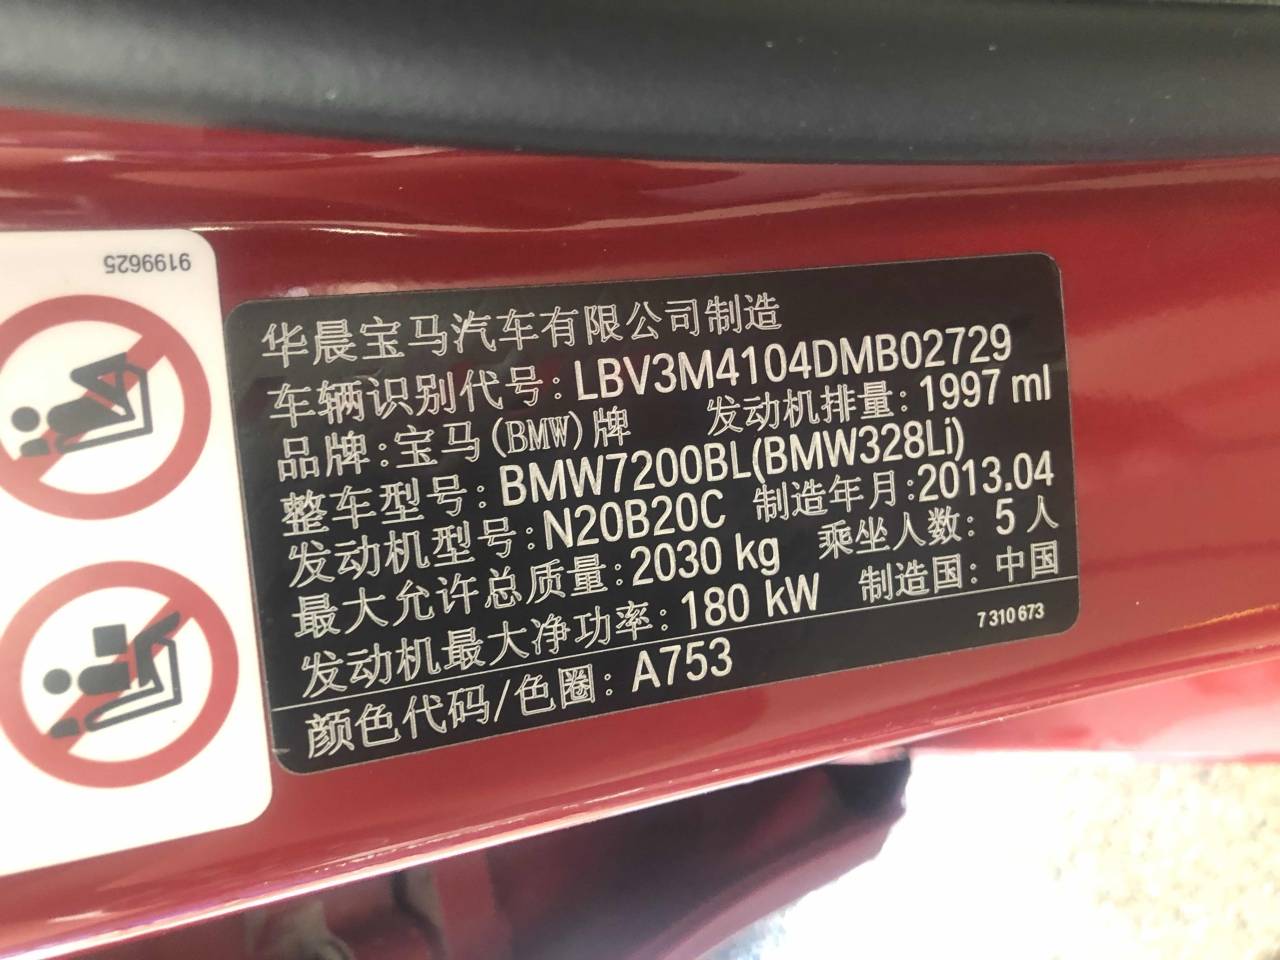 9199625
华晨宝马汽车有限公司制造
车辆识别代号: LBV3M4104DMB02729
品牌:宝马(BMW)牌 发动机排量: 1997 ml
整车型号: BMW7200BL(BMW328Li)
发动机型号: N20B20C 制造年月:2013.04
最大允许总质量:2030 kg 乘坐人数: 5 人
发动机最大净功率: 180 kW 制造国: 中国
7 310 673
颜色代码/色圈: A753